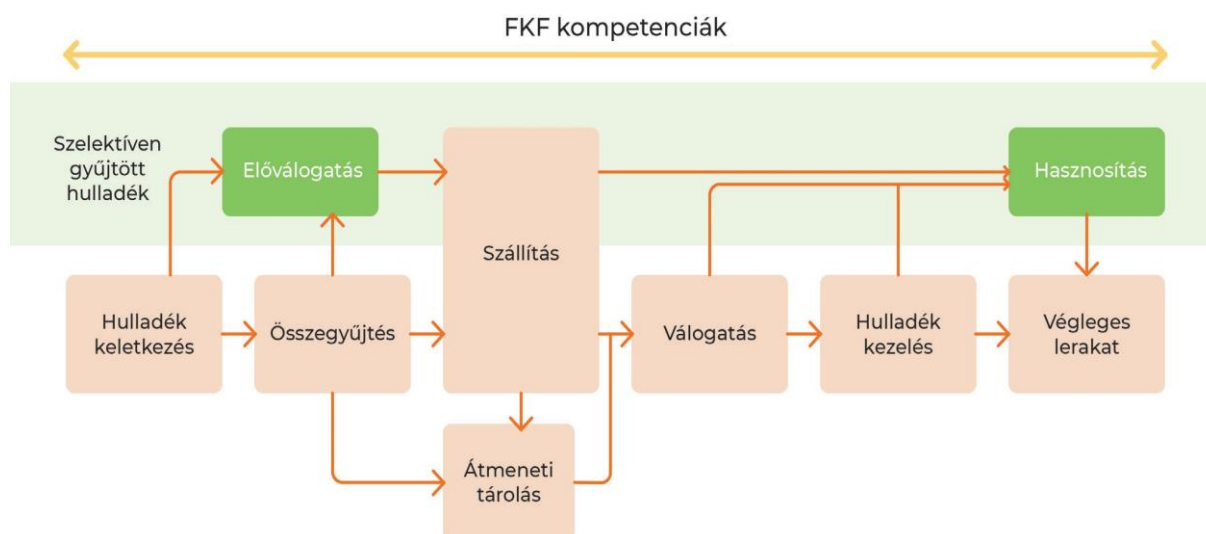 FKF kompetenciák
Szelektíven
gyűjtött
hulladék
Előválogatás
Hasznosítás
Szállítás
Hulladék
keletkezés
Összegyűjtés
Válogatás
Hulladék
kezelés
Végleges
lerakat
Átmeneti
tárolás